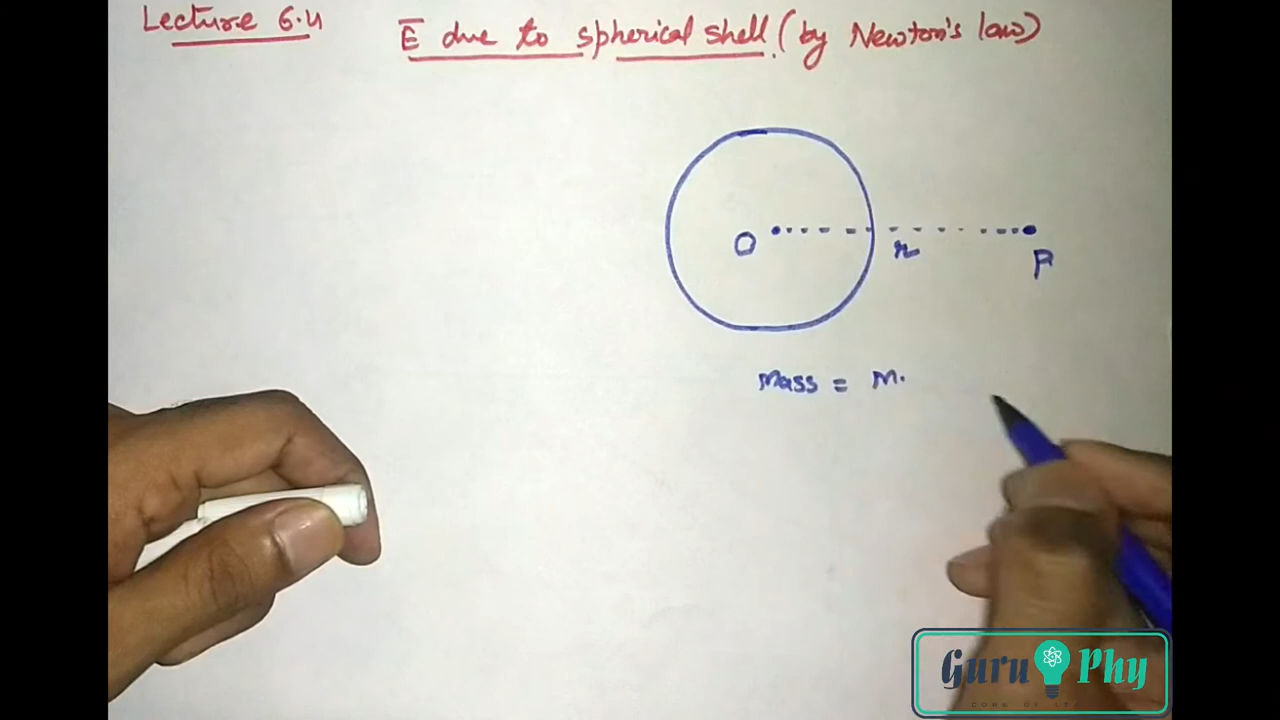 Lecture 6.4
E̅ due to spherical shell. (by Newton's law)
O
r
P
Mass = M.
Guru Phy